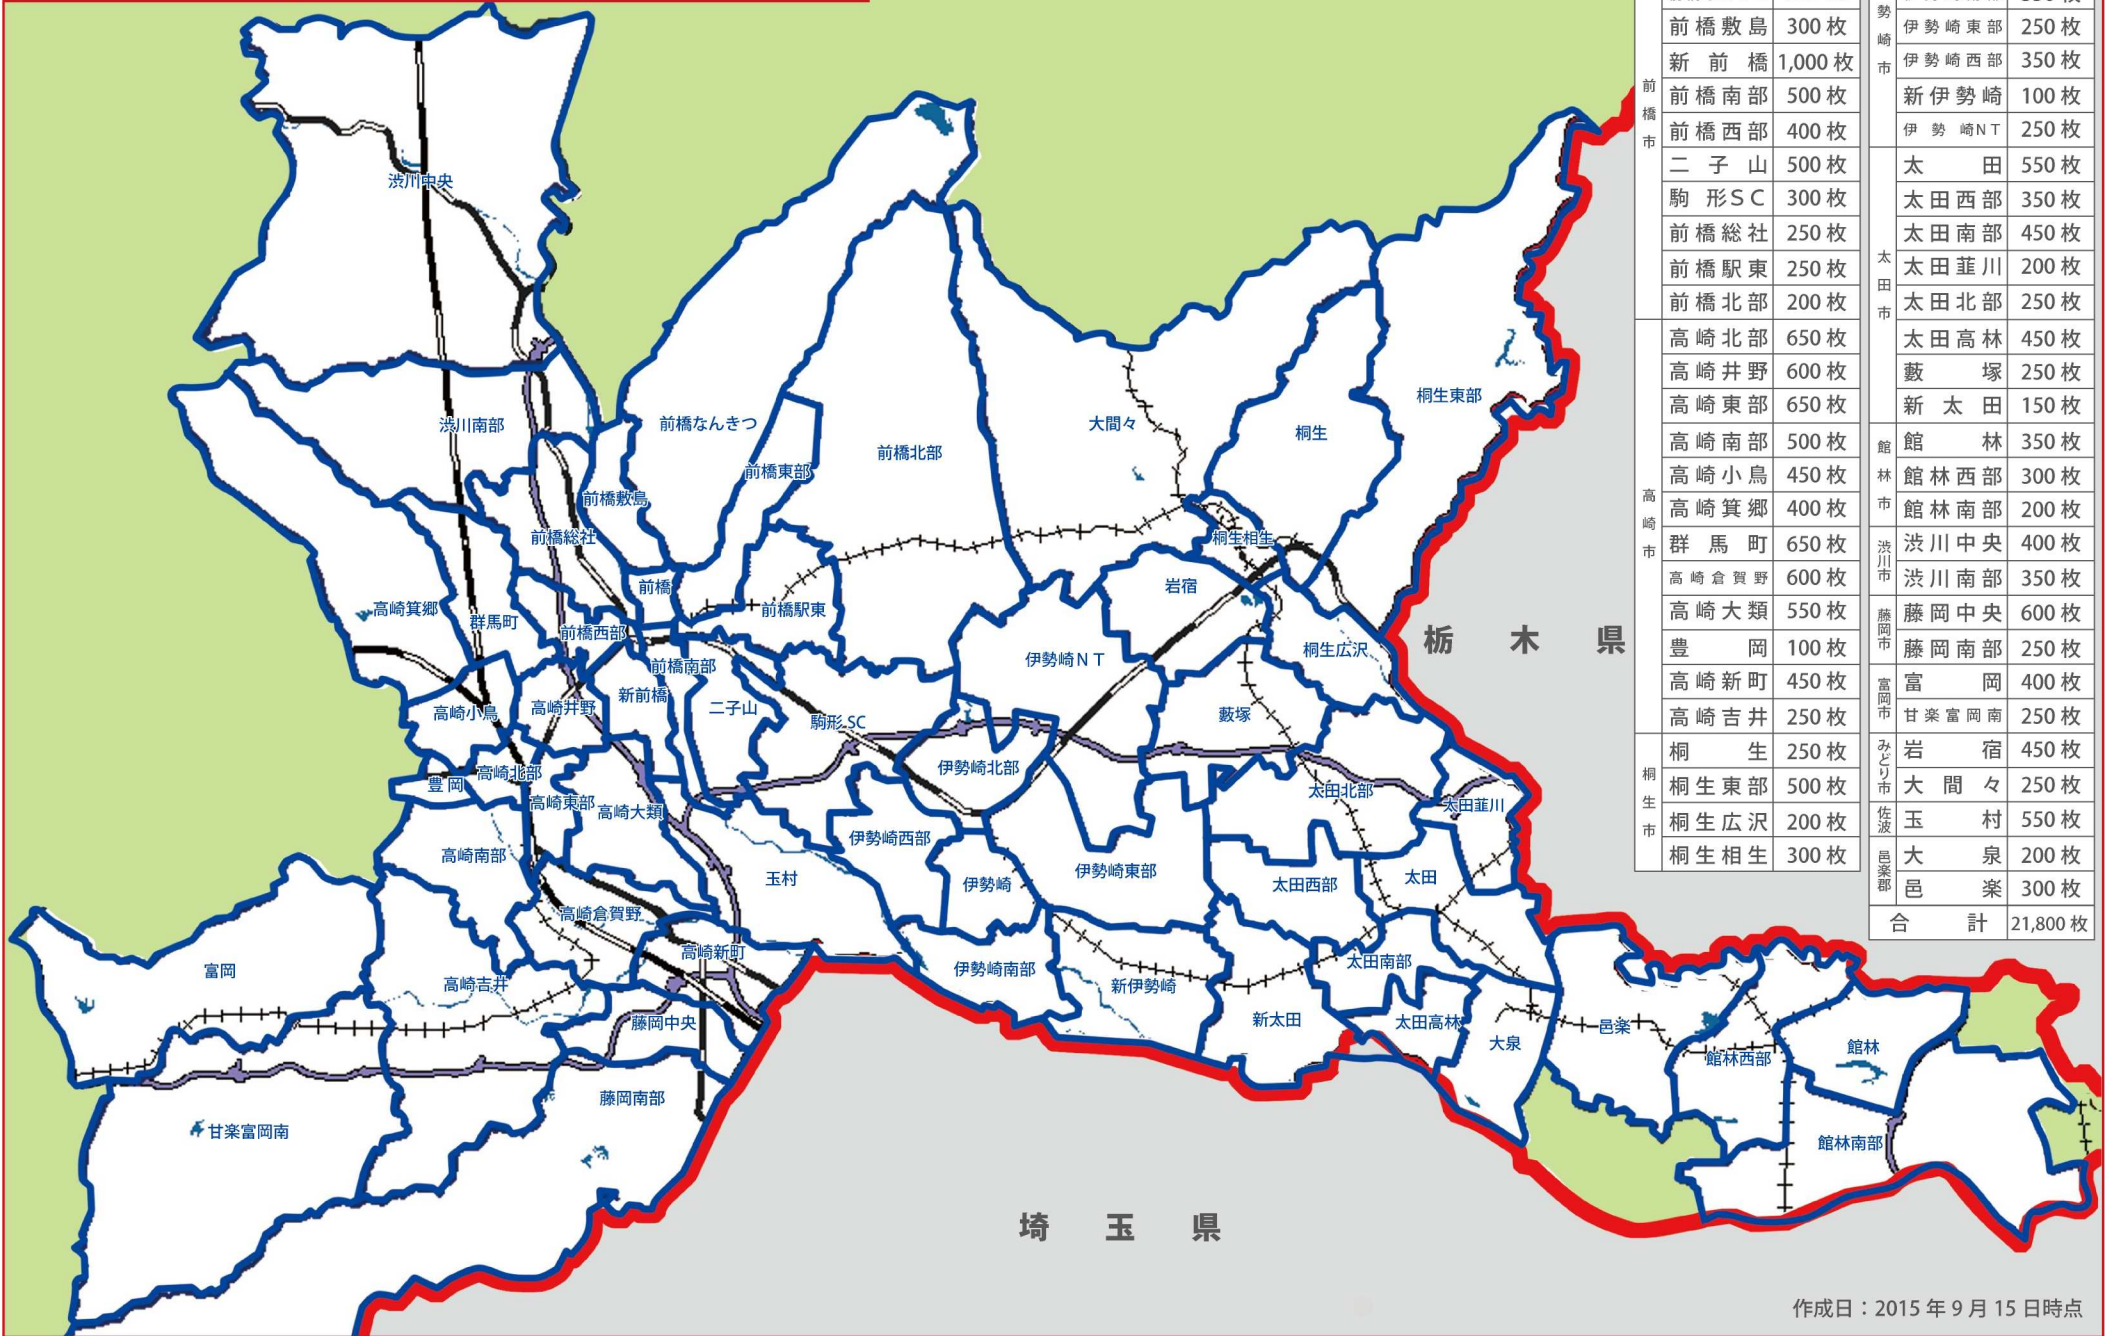 前橋市
前橋敷島 300枚
新前橋 1,000枚
前橋南部 500枚
前橋西部 400枚
二子山 500枚
駒形SC 300枚
前橋総社 250枚
前橋駅東 250枚
前橋北部 200枚
高崎市
高崎北部 650枚
高崎井野 600枚
高崎東部 650枚
高崎南部 500枚
高崎小鳥 450枚
高崎箕郷 400枚
群馬町 650枚
高崎倉賀野 600枚
高崎大類 550枚
豊岡 100枚
高崎新町 450枚
高崎吉井 250枚
桐生市
桐生 250枚
桐生東部 500枚
桐生広沢 200枚
桐生相生 300枚
勢崎市
伊勢崎東部 250枚
伊勢崎西部 350枚
新伊勢崎 100枚
伊勢崎NT 250枚
太田市
太田 550枚
太田西部 350枚
太田南部 450枚
太田韮川 200枚
太田北部 250枚
太田高林 450枚
藪塚 250枚
新太田 150枚
館林市
館林 350枚
館林西部 300枚
館林南部 200枚
渋川市
渋川中央 400枚
渋川南部 350枚
藤岡市
藤岡中央 600枚
藤岡南部 250枚
富岡市
富岡 400枚
甘楽富岡南 250枚
みどり市
岩宿 450枚
大間々 250枚
佐波
玉村 550枚
邑楽郡
大泉 200枚
邑楽 300枚
合計 21,800枚
渋川中央
渋川南部
前橋なんきつ
前橋東部
前橋北部
大間々
桐生
桐生東部
前橋敷島
前橋総社
桐生相生
前橋
岩宿
高崎箕郷
群馬町
前橋西部
前橋駅東
栃木県
桐生広沢
前橋南部
伊勢崎NT
新前橋
高崎小鳥
高崎井野
二子山
駒形SC
藪塚
高崎北部
豊岡
伊勢崎北部
高崎東部
高崎大類
太田北部
太田韮川
伊勢崎西部
高崎南部
玉村
伊勢崎
伊勢崎東部
太田西部
太田
高崎倉賀野
高崎新町
富岡
高崎吉井
伊勢崎南部
新伊勢崎
太田南部
藤岡中央
新太田
太田高林
大泉
邑楽
館林西部
館林
藤岡南部
甘楽富岡南
館林南部
埼玉県
作成日：2015年9月15日時点